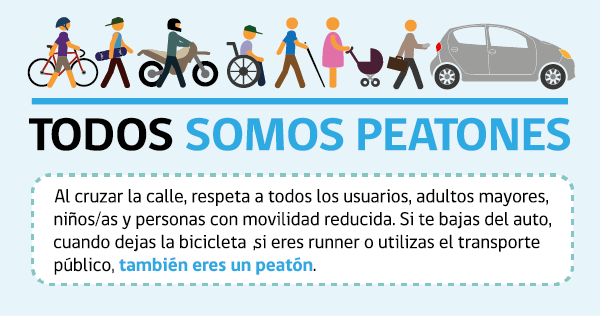 TODOS SOMOS PEATONES
Al cruzar la calle, respeta a todos los usuarios, adultos mayores,
niños/as y personas con movilidad reducida. Si te bajas del auto,
cuando dejas la bicicleta ,si eres runner o utilizas el transporte
público, también eres un peatón.